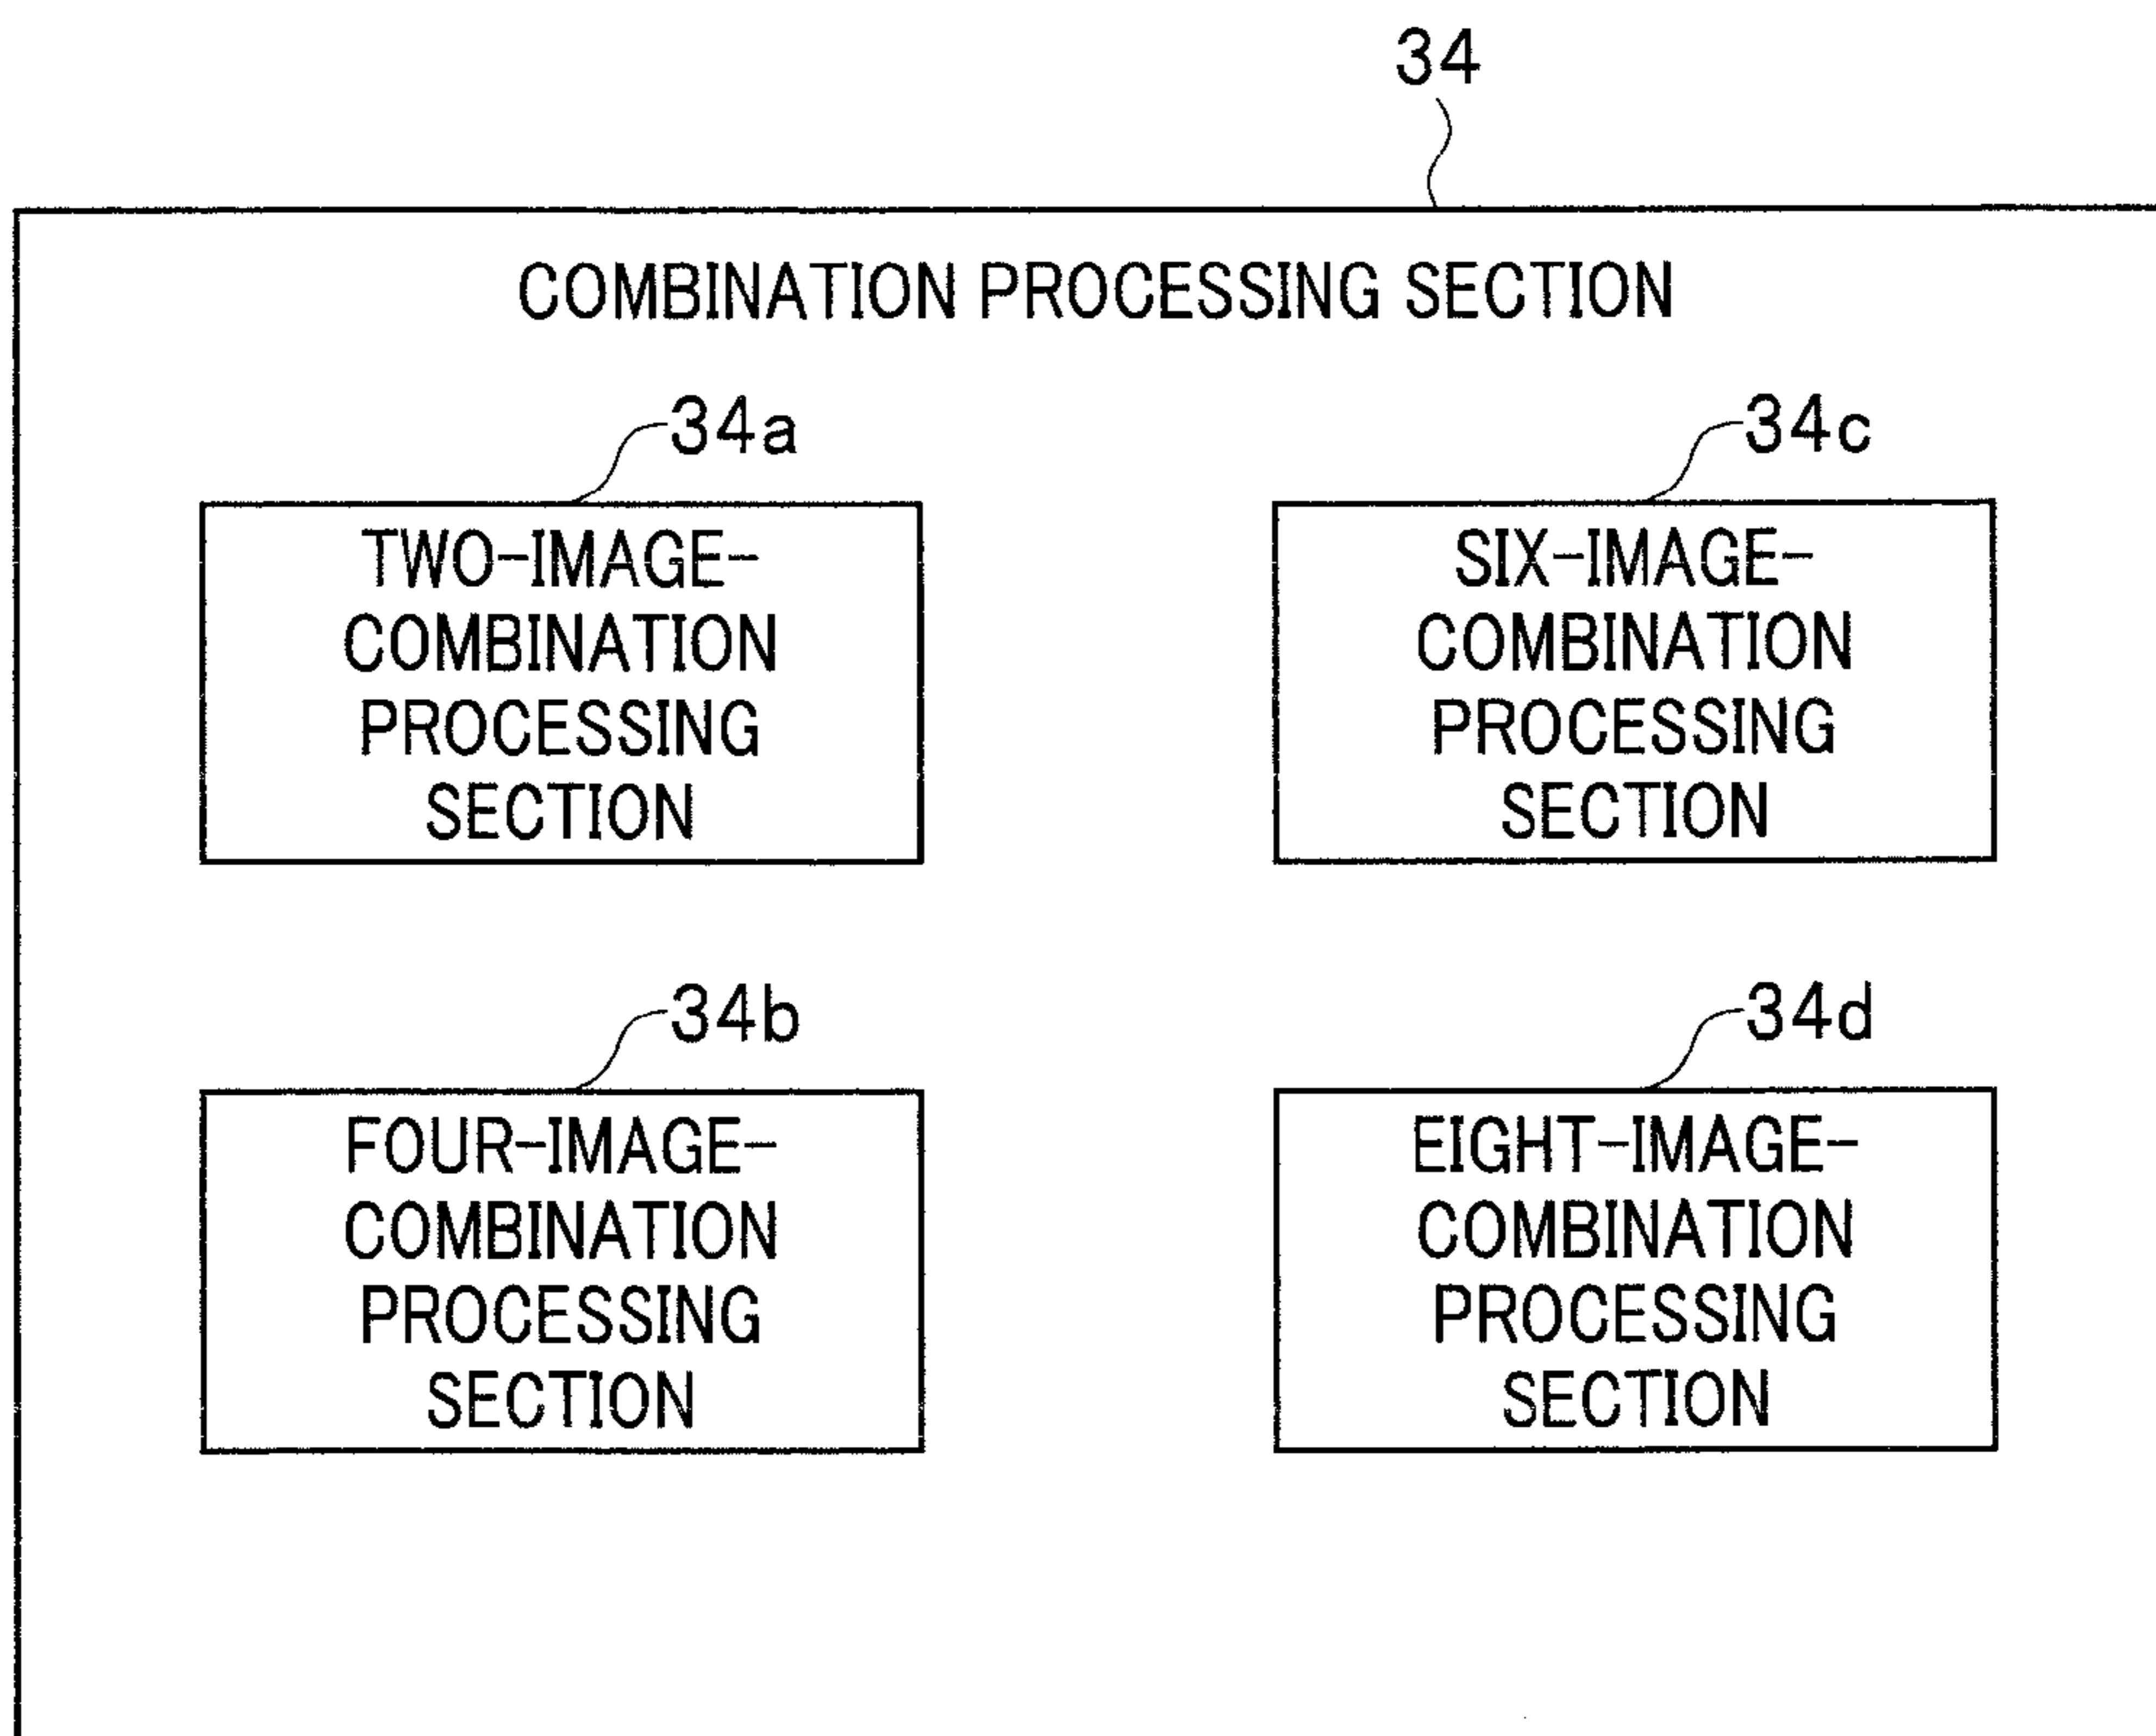 34
COMBINATION PROCESSING SECTION
34a
TWO-IMAGE-
COMBINATION
PROCESSING
SECTION
34c
SIX-IMAGE-
COMBINATION
PROCESSING
SECTION
34b
FOUR-IMAGE-
COMBINATION
PROCESSING
SECTION
34d
EIGHT-IMAGE-
COMBINATION
PROCESSING
SECTION